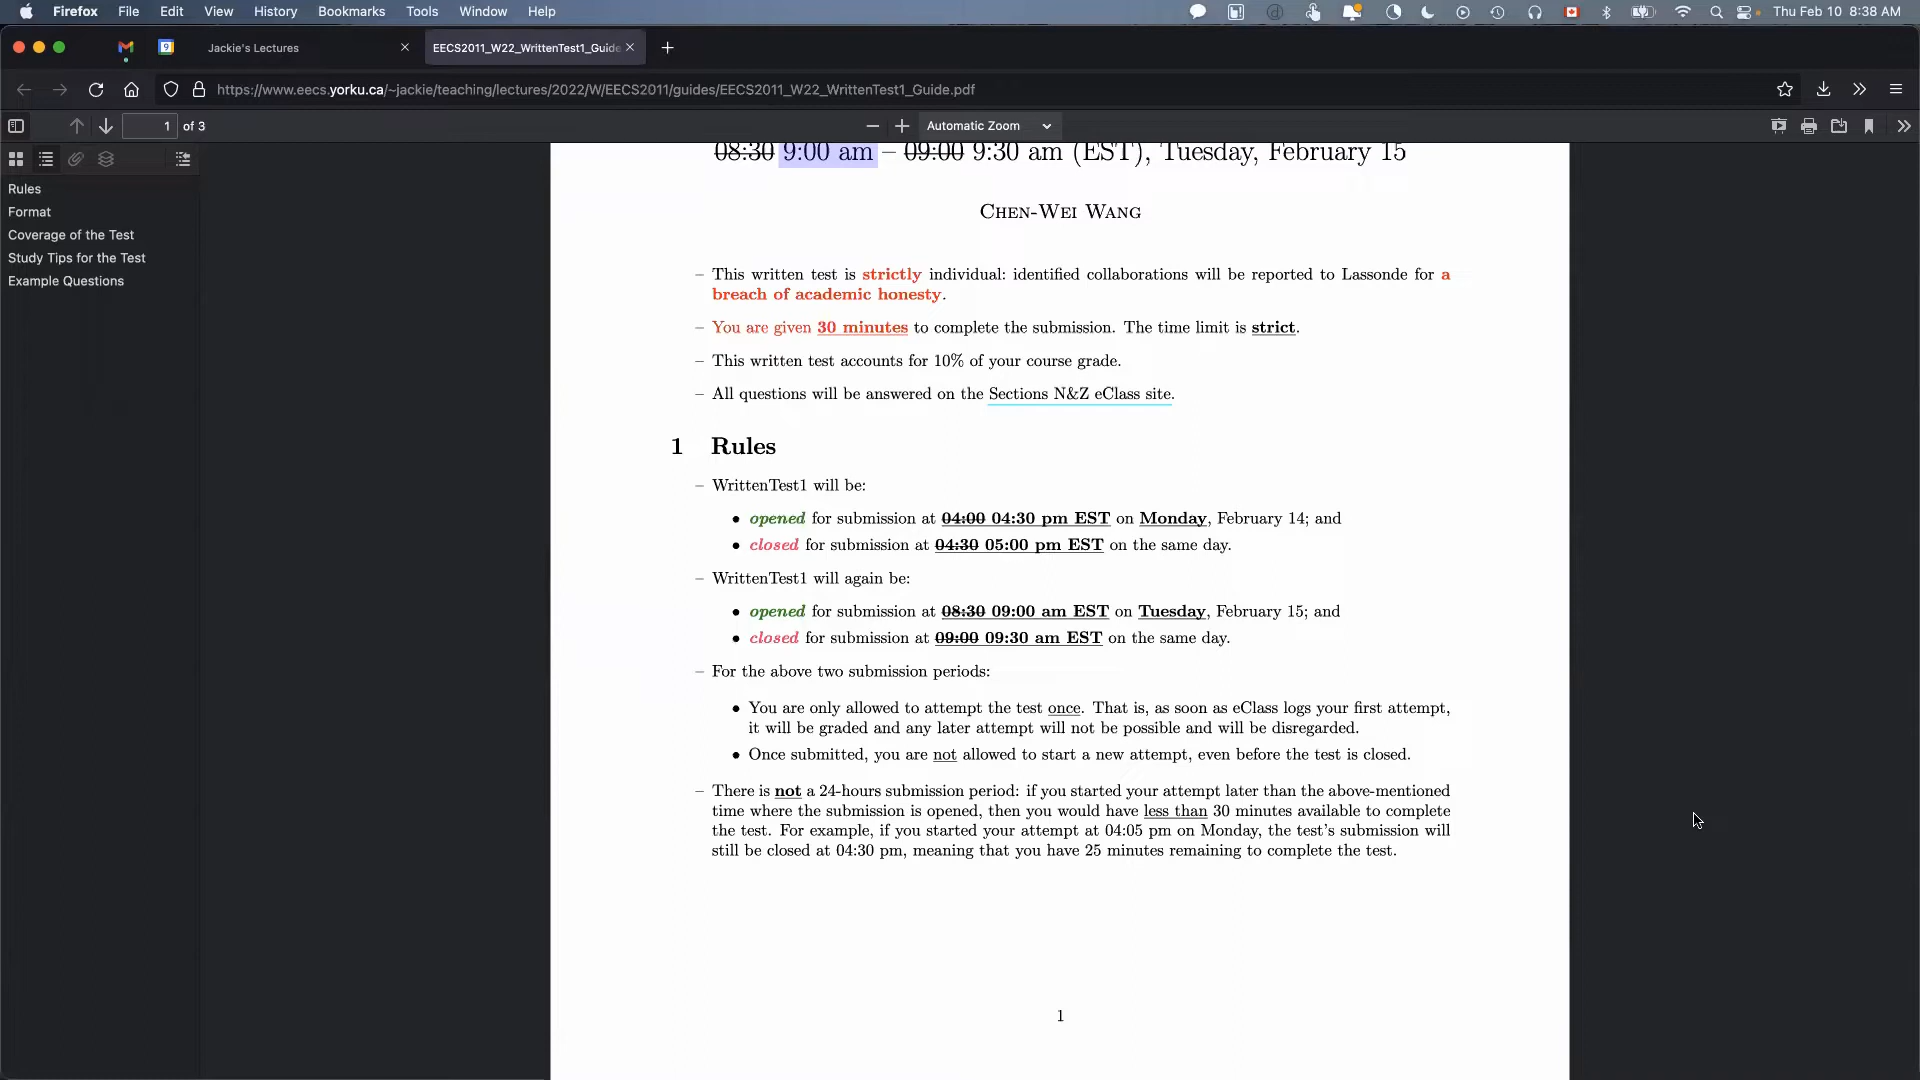 Firefox File Edit View History Bookmarks Tools Window Help Thu Feb 10 8:38 AM
9 Jackie's Lectures EECS2011_W22_WrittenTest1_Guide
https://www.eecs.yorku.ca/~jackie/teaching/lectures/2022/W/EECS2011/guides/EECS2011_W22_WrittenTest1_Guide.pdf
1 of 3 Automatic Zoom
Rules
Format
Coverage of the Test
Study Tips for the Test
Example Questions
08:30 9:00 am – 09:00 9:30 am (EST), Tuesday, February 15
Chen-Wei Wang
– This written test is strictly individual: identified collaborations will be reported to Lassonde for a
breach of academic honesty.
– You are given 30 minutes to complete the submission. The time limit is strict.
– This written test accounts for 10% of your course grade.
– All questions will be answered on the Sections N&Z eClass site.
1 Rules
– WrittenTest1 will be:
• opened for submission at 04:00 04:30 pm EST on Monday, February 14; and
• closed for submission at 04:30 05:00 pm EST on the same day.
– WrittenTest1 will again be:
• opened for submission at 08:30 09:00 am EST on Tuesday, February 15; and
• closed for submission at 09:00 09:30 am EST on the same day.
– For the above two submission periods:
• You are only allowed to attempt the test once. That is, as soon as eClass logs your first attempt,
it will be graded and any later attempt will not be possible and will be disregarded.
• Once submitted, you are not allowed to start a new attempt, even before the test is closed.
– There is not a 24-hours submission period: if you started your attempt later than the above-mentioned
time where the submission is opened, then you would have less than 30 minutes available to complete
the test. For example, if you started your attempt at 04:05 pm on Monday, the test's submission will
still be closed at 04:30 pm, meaning that you have 25 minutes remaining to complete the test.
1